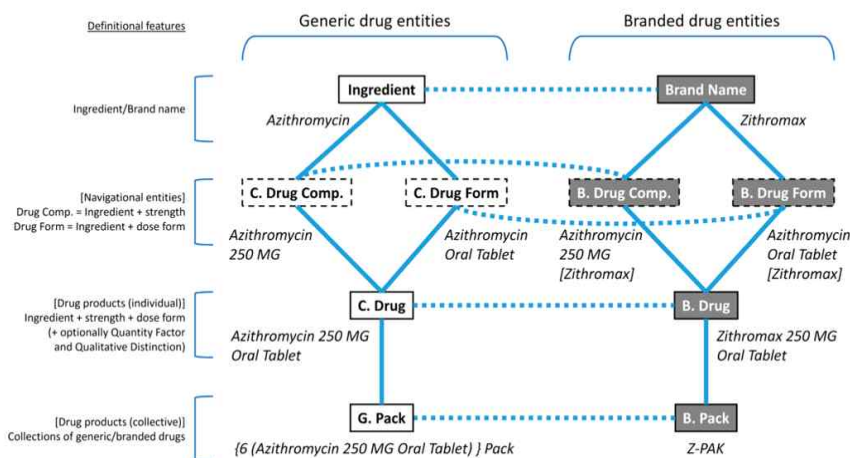 Definitional features
Generic drug entities
Branded drug entities
Ingredient/Brand name
Ingredient
Brand Name
Azithromycin
Zithromax
[Navigational entities]
Drug Comp. = Ingredient + strength
Drug Form = Ingredient + dose form
C. Drug Comp.
C. Drug Form
B. Drug Comp.
B. Drug Form
Azithromycin
250 MG
Azithromycin
Oral Tablet
Azithromycin
250 MG
[Zithromax]
Azithromycin
Oral Tablet
[Zithromax]
[Drug products (individual)]
Ingredient + strength + dose form
(+ optionally Quantity Factor
and Qualitative Distinction)
C. Drug
B. Drug
Azithromycin 250 MG
Oral Tablet
Zithromax 250 MG
Oral Tablet
[Drug products (collective)]
Collections of generic/branded drugs
G. Pack
B. Pack
{6 (Azithromycin 250 MG Oral Tablet) } Pack
Z-PAK